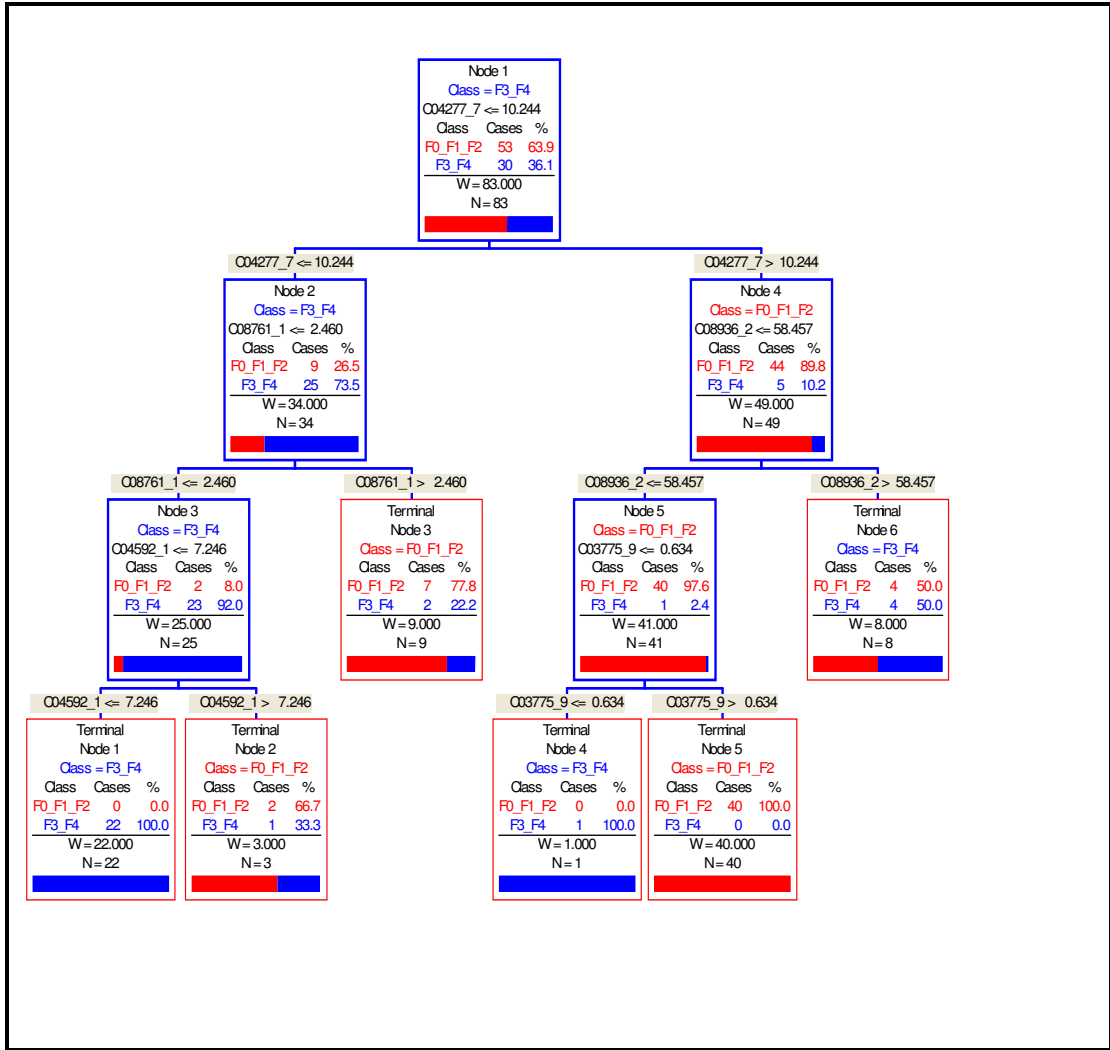 Node 1
Class = F3_F4
C04277_7 <= 10.244
Class Cases %
F0_F1_F2 53 63.9
F3_F4 30 36.1
W = 83.000
N = 83
C04277_7 <= 10.244
C04277_7 > 10.244
Node 2
Class = F3_F4
C08761_1 <= 2.460
Class Cases %
F0_F1_F2 9 26.5
F3_F4 25 73.5
W = 34.000
N = 34
Node 4
Class = F0_F1_F2
C08936_2 <= 58.457
Class Cases %
F0_F1_F2 44 89.8
F3_F4 5 10.2
W = 49.000
N = 49
C08761_1 <= 2.460
C08761_1 > 2.460
C08936_2 <= 58.457
C08936_2 > 58.457
Node 3
Class = F3_F4
C04592_1 <= 7.246
Class Cases %
F0_F1_F2 2 8.0
F3_F4 23 92.0
W = 25.000
N = 25
Terminal
Node 3
Class = F0_F1_F2
Class Cases %
F0_F1_F2 7 77.8
F3_F4 2 22.2
W = 9.000
N = 9
Node 5
Class = F0_F1_F2
C03775_9 <= 0.634
Class Cases %
F0_F1_F2 40 97.6
F3_F4 1 2.4
W = 41.000
N = 41
Terminal
Node 6
Class = F3_F4
Class Cases %
F0_F1_F2 4 50.0
F3_F4 4 50.0
W = 8.000
N = 8
C04592_1 <= 7.246
C04592_1 > 7.246
C03775_9 <= 0.634
C03775_9 > 0.634
Terminal
Node 1
Class = F3_F4
Class Cases %
F0_F1_F2 0 0.0
F3_F4 22 100.0
W = 22.000
N = 22
Terminal
Node 2
Class = F0_F1_F2
Class Cases %
F0_F1_F2 2 66.7
F3_F4 1 33.3
W = 3.000
N = 3
Terminal
Node 4
Class = F3_F4
Class Cases %
F0_F1_F2 0 0.0
F3_F4 1 100.0
W = 1.000
N = 1
Terminal
Node 5
Class = F0_F1_F2
Class Cases %
F0_F1_F2 40 100.0
F3_F4 0 0.0
W = 40.000
N = 40